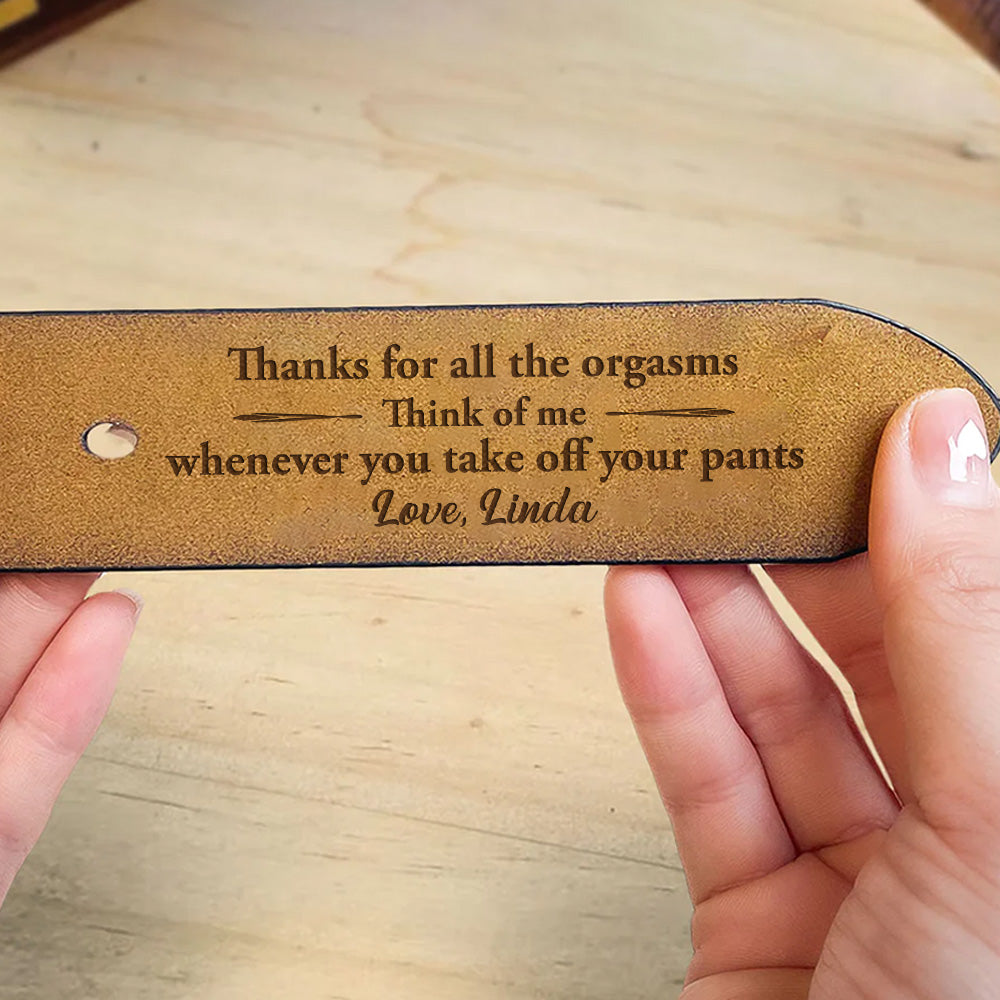 Thanks for all the orgasms
Think of me
whenever you take off your pants
Love, Linda